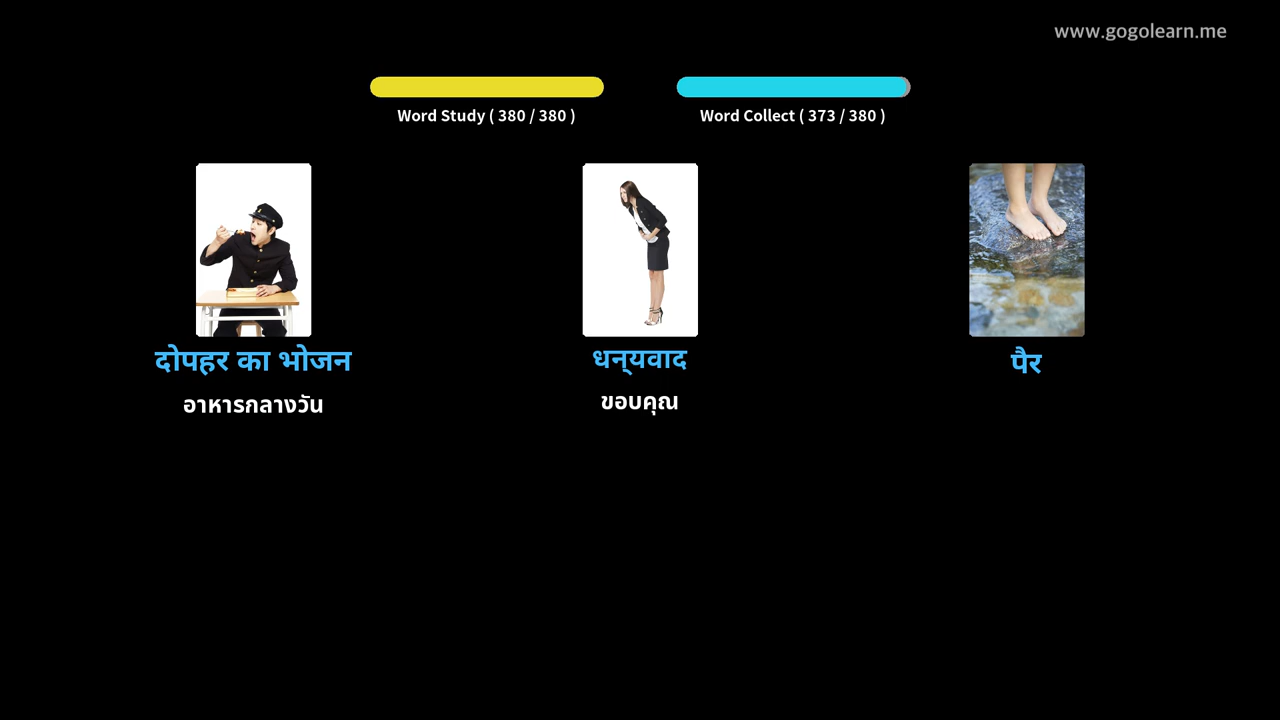 www.gogolearn.me
Word Study ( 380 / 380 )
Word Collect ( 373 / 380 )
दोपहर का भोजन
धन्‌यवाद
पैर
อาหารกลางวัน
ขอบคุณ